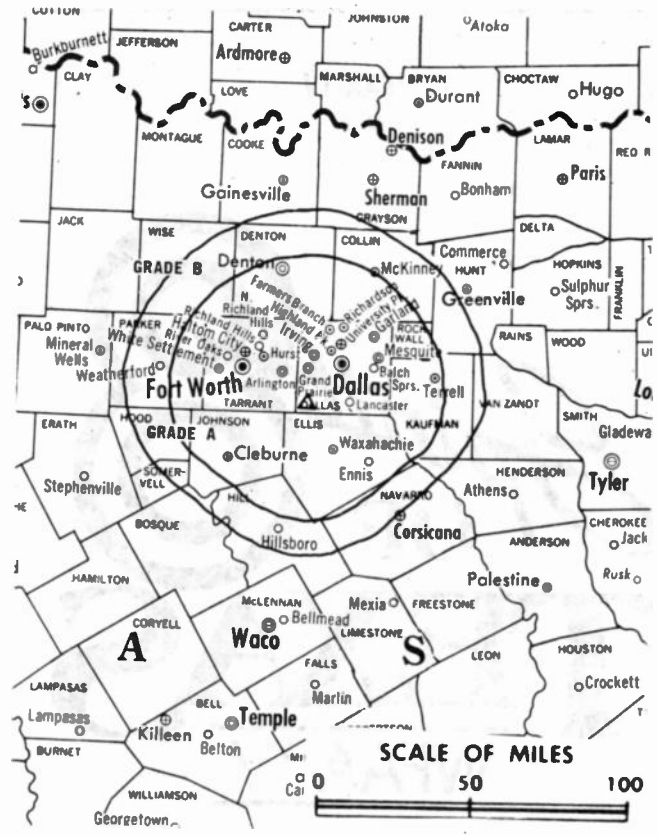 COTTON
JEFFERSON
CARTER
JOHNSTON
Atoka
Burkburnett
CLAY
Ardmore
MARSHALL
BRYAN
CHOCTAW
LOVE
Durant
Hugo
MONTAGUE
COOKE
Denison
FANNIN
LAMAR
RED R
Gainesville
Sherman
Bonham
Paris
JACK
WISE
GRAYSON
DENTON
COLLIN
DELTA
GRADE B
Denton
McKinney
Commerce
HUNT
HOPKINS
Greenville
Sulphur
Sprs.
FRANKLIN
Farmers Branch
Highland Pk.
Irving
Richardson
University Pk.
Garland
N.
Richland
Hills
Richland Hills
Haltom City
River Oaks
White Settlement
PALO PINTO
PARKER
Mineral
Wells
Weatherford
Hurst
ROCK
WALL
Mesquite
RAINS
WOOD
Fort Worth
Arlington
Grand
Prairie
Dallas
Balch
Sprs.
Terrell
TARRANT
DALLAS
Lancaster
KAUFMAN
VAN ZANDT
SMITH
ERATH
HOOD
JOHNSON
ELLIS
GRADE A
Gladewa
Cleburne
Waxahachie
Ennis
SOMER-
VELL
Stephenville
HILL
NAVARRO
HENDERSON
Athens
Tyler
BOSQUE
Hillsboro
Corsicana
CHEROKEE
ANDERSON
Jack
Rusk
HAMILTON
Palestine
McLENNAN
Bellmead
Mexia
FREESTONE
CORYELL
Waco
LIMESTONE
A
S
LEON
HOUSTON
FALLS
LAMPASAS
Marlin
Crockett
Lampasas
BELL
Temple
Killeen
Belton
BURNET
SCALE OF MILES
0 50 100
WILLIAMSON
Georgetown